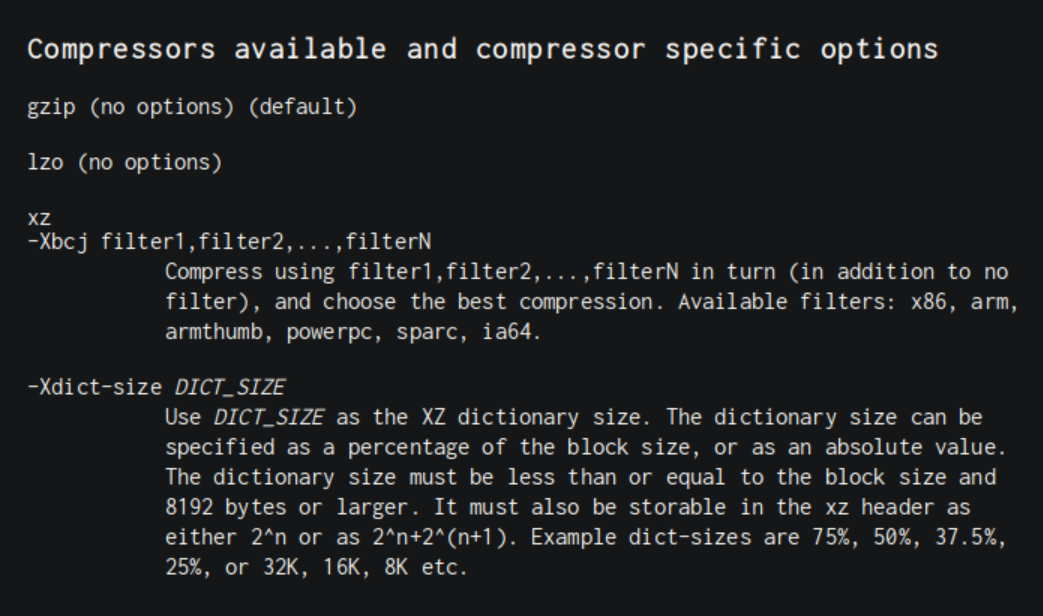 Compressors available and compressor specific options
gzip (no options) (default)
lzo (no options)
xz
-Xbcj filter1,filter2,...,filterN
Compress using filter1,filter2,...,filterN in turn (in addition to no
filter), and choose the best compression. Available filters: x86, arm,
armthumb, powerpc, sparc, ia64.
-Xdict-size DICT_SIZE
Use DICT_SIZE as the XZ dictionary size. The dictionary size can be
specified as a percentage of the block size, or as an absolute value.
The dictionary size must be less than or equal to the block size and
8192 bytes or larger. It must also be storable in the xz header as
either 2^n or as 2^n+2^(n+1). Example dict-sizes are 75%, 50%, 37.5%,
25%, or 32K, 16K, 8K etc.